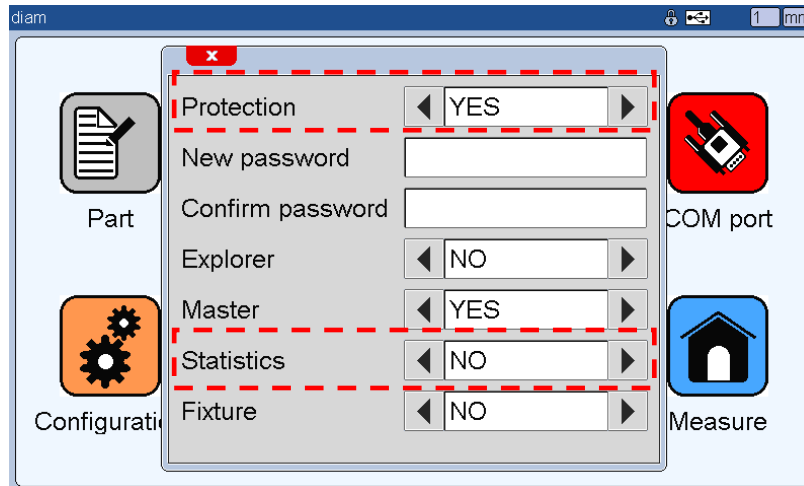 diam
1 mm
x
Protection YES
New password
Confirm password
Explorer NO
Master YES
Statistics NO
Fixture NO
Part
COM port
Configurati
Measure